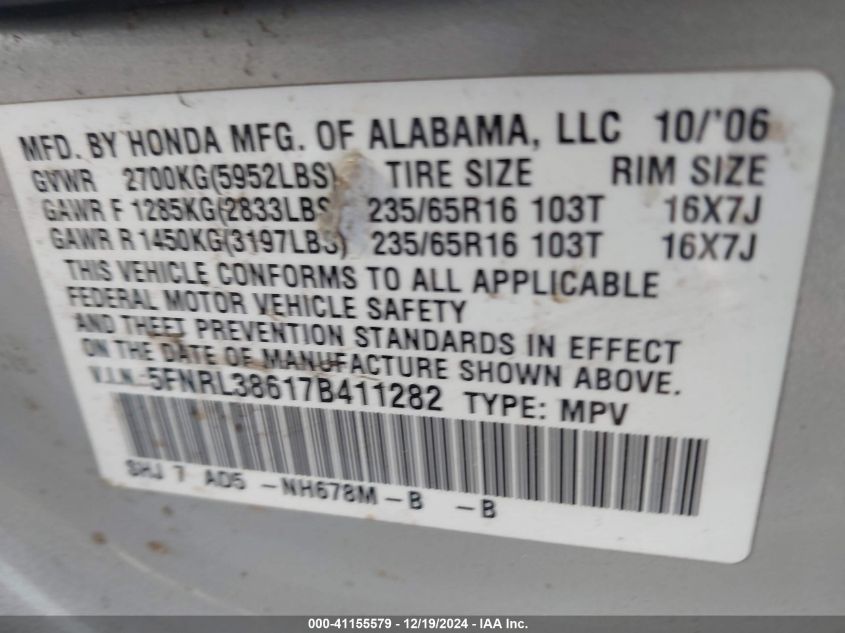 MFD. BY HONDA MFG. OF ALABAMA, LLC 10/'06
GVWR 2700KG(5952LBS) TIRE SIZE RIM SIZE
GAWR F 1285KG(2833LBS 235/65R16 103T 16X7J
GAWR R 1450KG(3197LBS) 235/65R16 103T 16X7J
THIS VEHICLE CONFORMS TO ALL APPLICABLE
FEDERAL MOTOR VEHICLE SAFETY
AND THEFT PREVENTION STANDARDS IN EFFECT
ON THE DATE OF MANUFACTURE SHOWN ABOVE.
V.I.N. 5FNRL38617B411282 TYPE: MPV
SHJ 7 A05 -NH678M -B -B
000-41155579 - 12/19/2024 - IAA Inc.